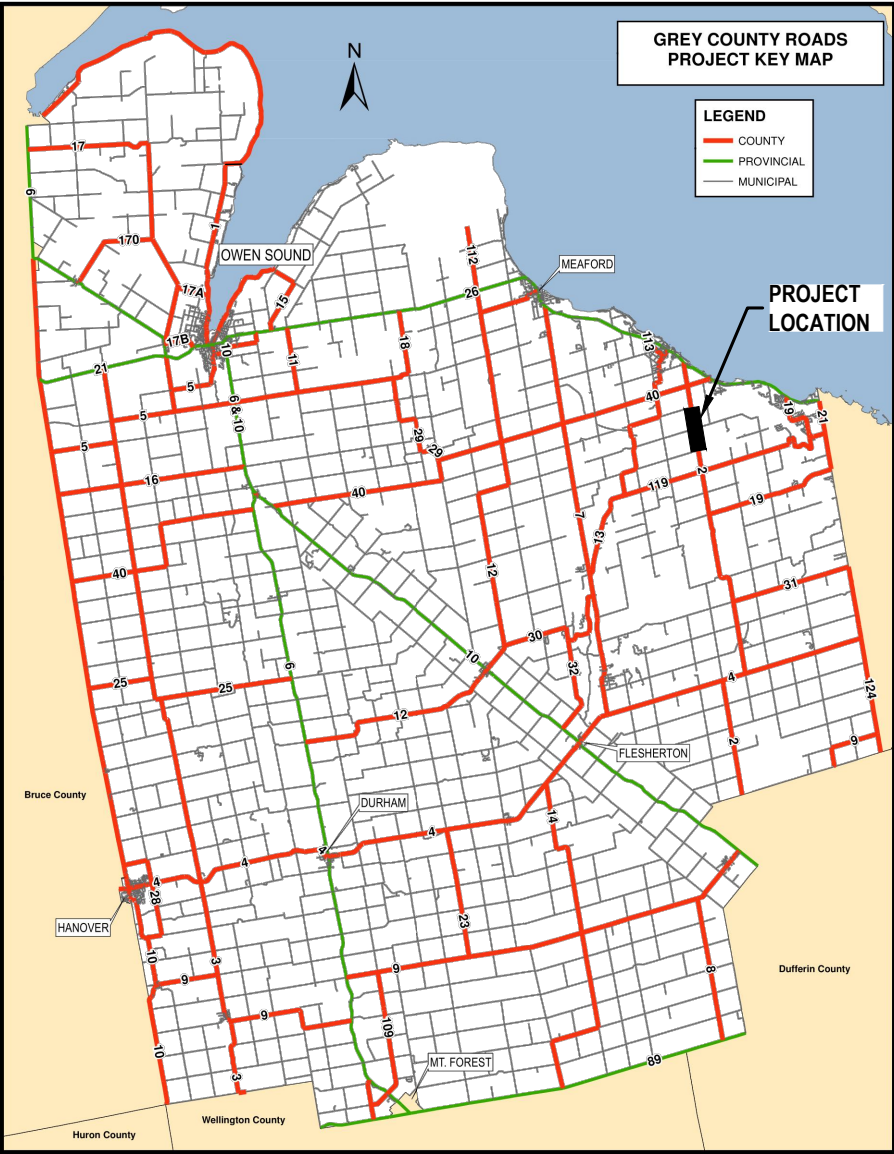 GREY COUNTY ROADS
PROJECT KEY MAP
N
LEGEND
COUNTY
PROVINCIAL
MUNICIPAL
17
6
1
170
OWEN SOUND
112
MEAFORD
17A
15
26
PROJECT
LOCATION
17B
10
18
113
21
11
5
40
19
21
5
6 & 10
29
29
5
16
2
119
40
19
7
13
40
12
31
30
10
6
32
25
25
4
124
12
2
9
FLESHERTON
Bruce County
DURHAM
14
4
4
4
4
28
HANOVER
23
10
3
9
9
8
Dufferin County
9
109
10
3
MT. FOREST
89
Wellington County
Huron County